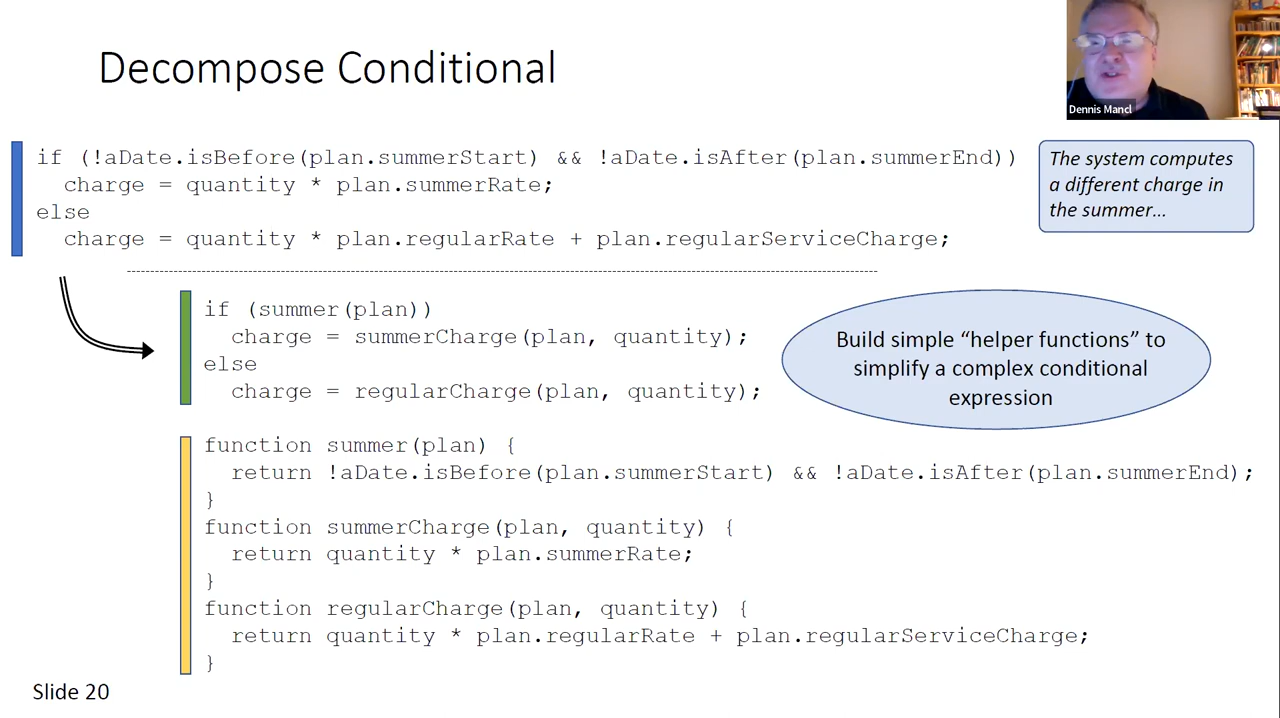 Decompose Conditional
Dennis Mancl
if (!aDate.isBefore(plan.summerStart) && !aDate.isAfter(plan.summerEnd))
  charge = quantity * plan.summerRate;
else
  charge = quantity * plan.regularRate + plan.regularServiceCharge;
The system computes
a different charge in
the summer…
if (summer(plan))
  charge = summerCharge(plan, quantity);
else
  charge = regularCharge(plan, quantity);
Build simple “helper functions” to
simplify a complex conditional
expression
function summer(plan) {
  return !aDate.isBefore(plan.summerStart) && !aDate.isAfter(plan.summerEnd);
}
function summerCharge(plan, quantity) {
  return quantity * plan.summerRate;
}
function regularCharge(plan, quantity) {
  return quantity * plan.regularRate + plan.regularServiceCharge;
}
Slide 20